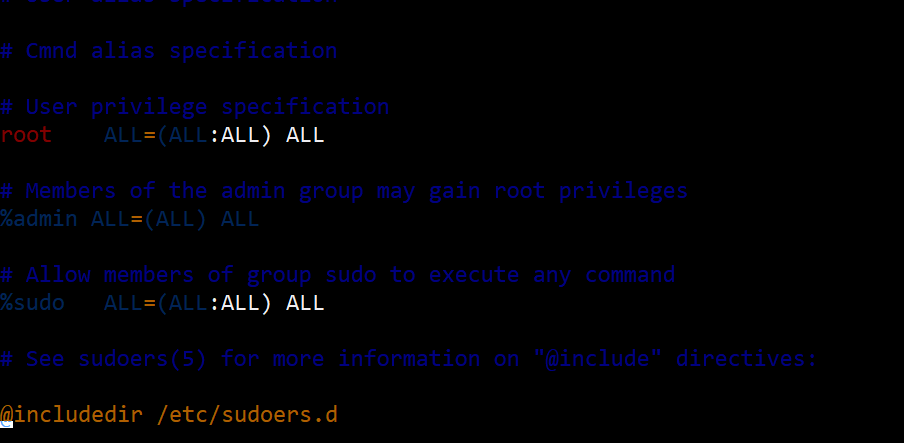 # User alias specification
# Cmnd alias specification
# User privilege specification
root    ALL=(ALL:ALL) ALL
# Members of the admin group may gain root privileges
%admin ALL=(ALL) ALL
# Allow members of group sudo to execute any command
%sudo   ALL=(ALL:ALL) ALL
# See sudoers(5) for more information on "@include" directives:
@includedir /etc/sudoers.d